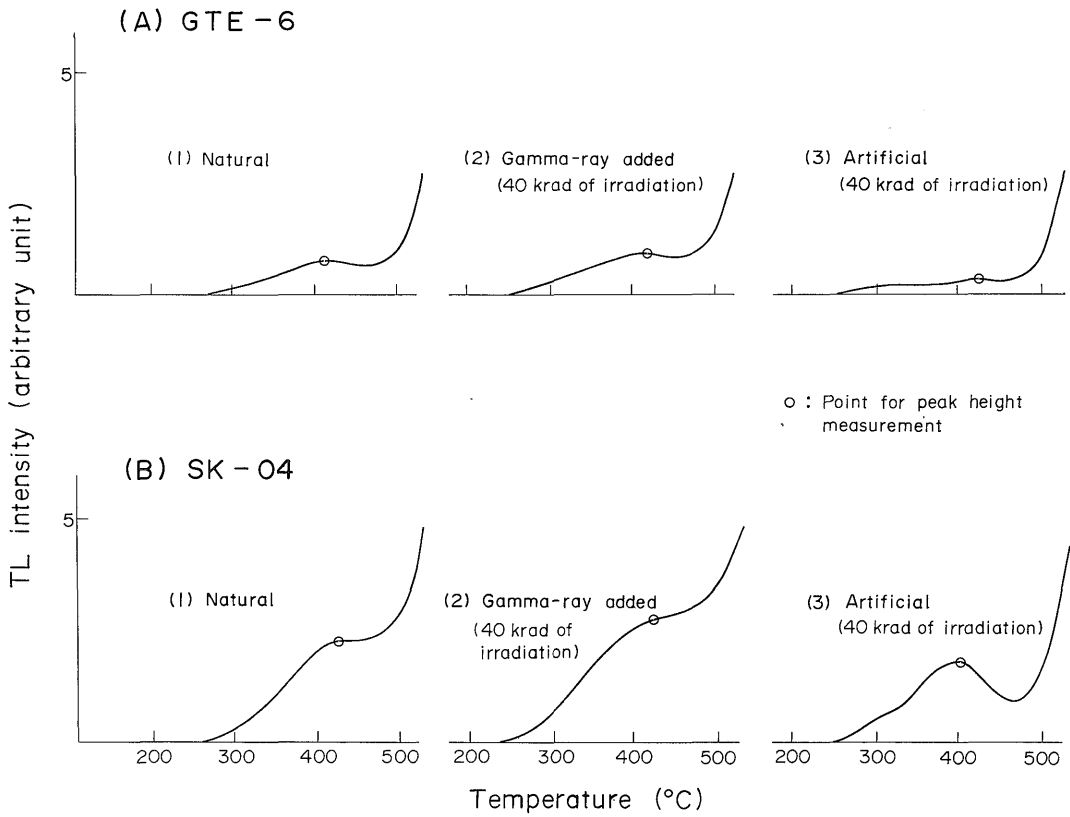 (A) GTE-6
5
(1) Natural
(2) Gamma-ray added
(40 krad of irradiation)
(3) Artificial
(40 krad of irradiation)
TL intensity (arbitrary unit)
o : Point for peak height
measurement
(B) SK-04
5
(1) Natural
(2) Gamma-ray added
(40 krad of
irradiation)
(3) Artificial
(40 krad of irradiation)
200 300 400 500 200 300 400 500 200 300 400 500
Temperature (°C)